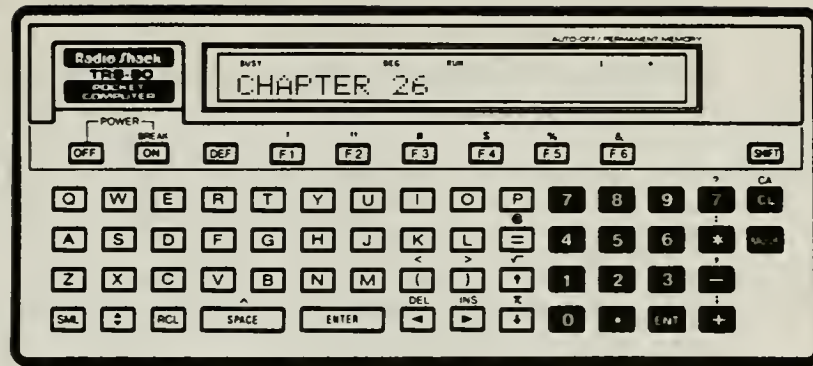 AUTO-OFF / PERMANENT MEMORY
Radio Shack
TRS-80
POCKET
COMPUTER
BUSY DEG RUN
CHAPTER 26
POWER
BREAK
! " # $ % &
OFF ON DEF F1 F2 F3 F4 F5 F6 SHIFT
? CA
Q W E R T Y U I O P 7 8 9 CL
@ :
A S D F G H J K L = 4 5 6 *
< > √ ,
Z X C V B N M ( ) ↑ 1 2 3 −
^ DEL INS π ;
SML ⬍ RCL SPACE ENTER ◄ ► ↓ 0 • ENT +